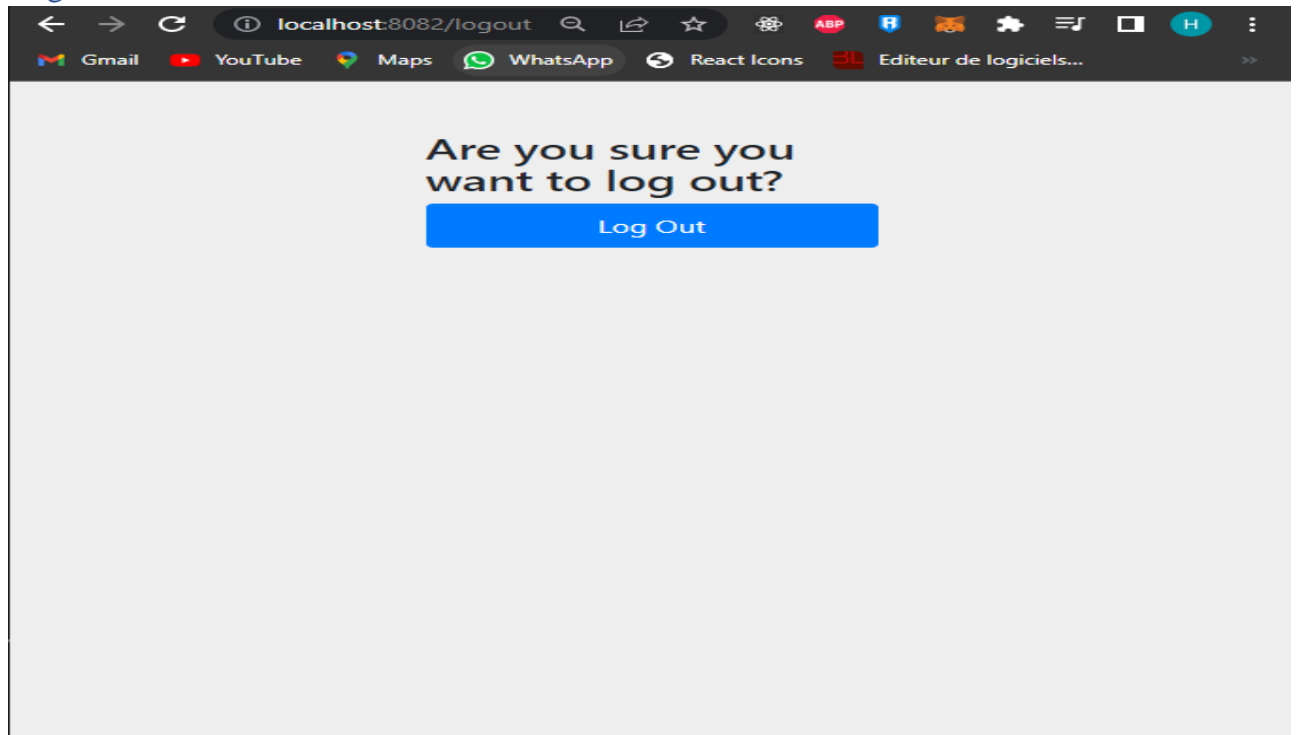 localhost:8082/logout
ABP
H
Gmail YouTube Maps WhatsApp React Icons Editeur de logiciels... »
Are you sure you
want to log out?
Log Out